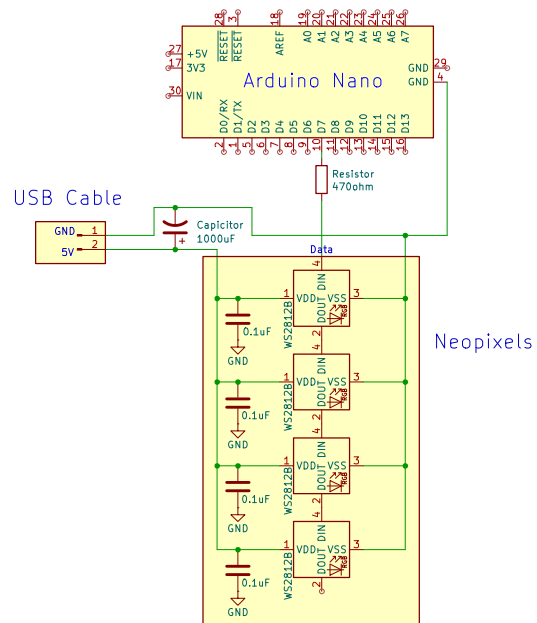 28 3 18 19 20 21 22 23 24 25 26
RESET RESET AREF A0 A1 A2 A3 A4 A5 A6 A7
27 +5V
17 3V3
30 VIN
Arduino Nano
GND 29
GND 4
D0/RX D1/TX D2 D3 D4 D5 D6 D7 D8 D9 D10 D11 D12 D13
2 1 5 6 7 8 9 10 11 12 13 14 15 16
Resistor
470ohm
USB Cable
GND 1
5V 2
Capicitor
1000uF
+
Data
Neopixels
4
DIN
1 VDD VSS 3
DOUT
RGB
2
WS2812B
0.1uF
GND
4
DIN
1 VDD VSS 3
DOUT
RGB
2
WS2812B
0.1uF
GND
4
DIN
1 VDD VSS 3
DOUT
RGB
2
WS2812B
0.1uF
GND
4
DIN
1 VDD VSS 3
DOUT
RGB
2
WS2812B
0.1uF
GND